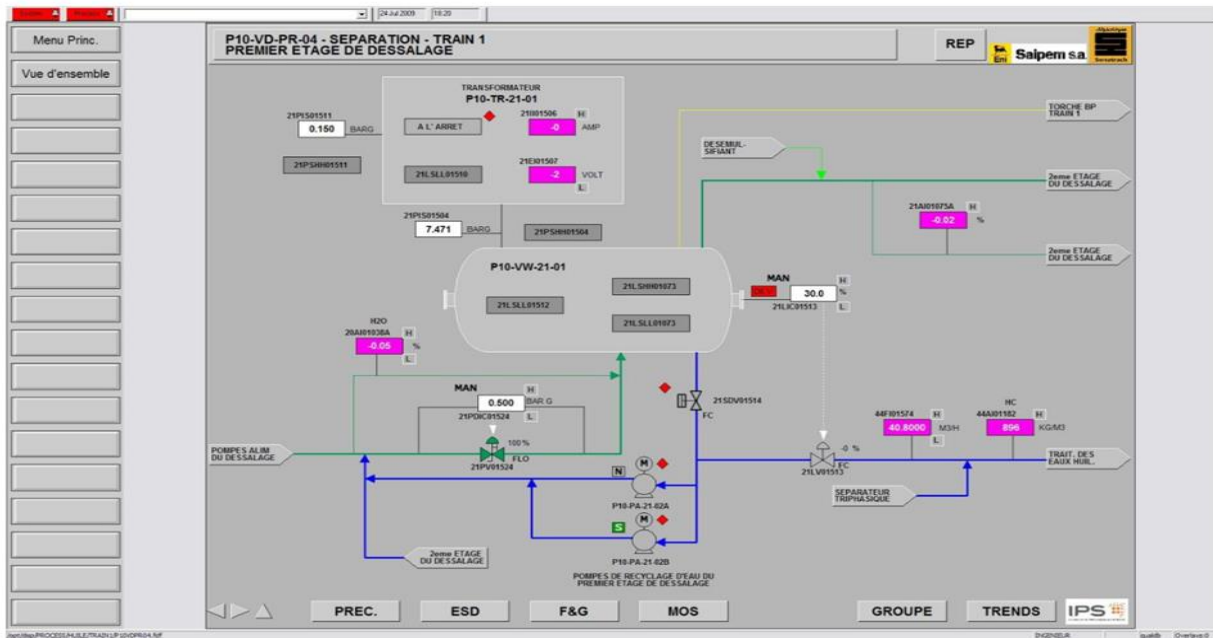 24 Jul 2009 18:20
Menu Princ.
Vue d'ensemble
P10-VD-PR-04 - SEPARATION - TRAIN 1
PREMIER ETAGE DE DESSALAGE
REP
Eni
Saipem s.a.
TRANSFORMATEUR
P10-TR-21-01
21PIS01511
0.150 BARG
21PSHH01511
A L' ARRET
21II01506 H
-0 AMP
21LSLL01510
21EI01507
-2 VOLT
L
21PIS01504
7.471 BARG
21PSHH01504
TORCHE BP
TRAIN 1
DESEMUL-
SIFIANT
2eme ETAGE
DU DESSALAGE
21AI01075A H
-0.02 %
2eme ETAGE
DU DESSALAGE
P10-VW-21-01
21LSLL01512
21LSHH01073
21LSLL01073
MAN H
30.0 %
21LIC01513 L
H2O
20AI01038A H
-0.05 %
L
MAN H
0.500 BAR G
21PDIC01524 L
100 %
FLO
21PV01524
POMPES ALIM
DU DESSALAGE
21SDV01514
FC
44FI01574 H
40.8000 M3/H
L
HC
44AI01182 H
896 KG/M3
-0 %
FC
21LV01513
TRAIT. DES
EAUX HUIL.
SEPARATEUR
TRIPHASIQUE
M
N
P10-PA-21-02A
M
S
P10-PA-21-02B
2eme ETAGE
DU DESSALAGE
POMPES DE RECYCLAGE D'EAU DU
PREMIER ETAGE DE DESSALAGE
PREC. ESD F&G MOS GROUPE TRENDS IPS
INGENIEUR